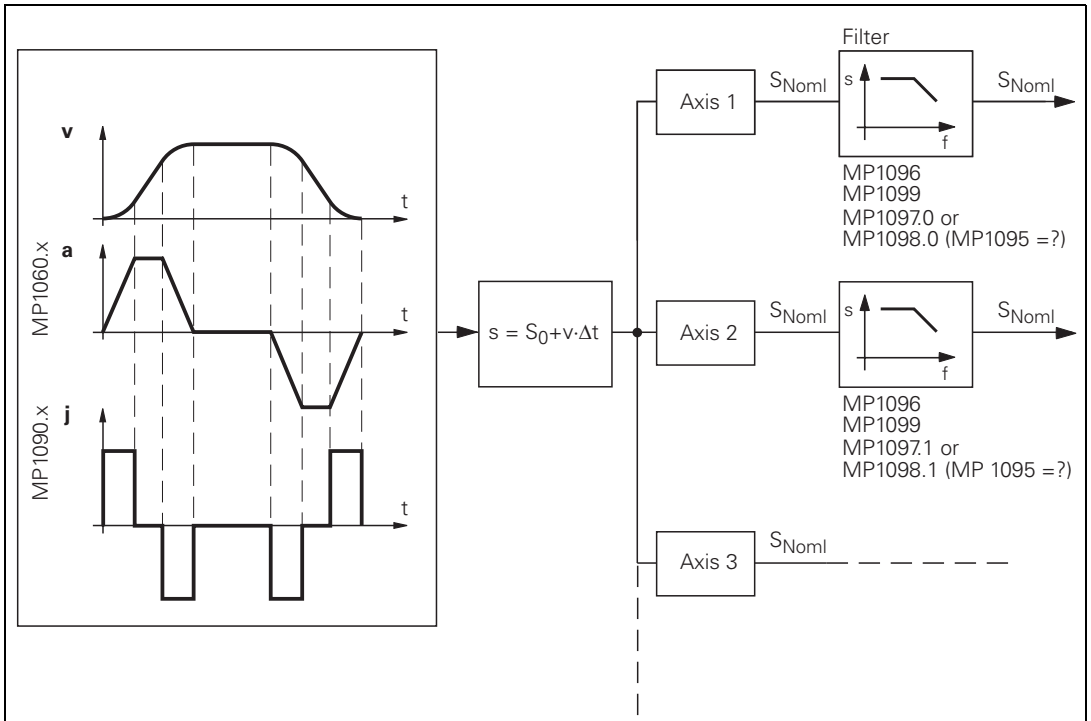 v
t
a
MP1060.x
t
j
MP1090.x
t
s = S0+v·Δt
Axis 1
SNoml
Filter
s
f
SNoml
MP1096
MP1099
MP1097.0 or
MP1098.0 (MP1095 =?)
Axis 2
SNoml
s
f
SNoml
MP1096
MP1099
MP1097.1 or
MP1098.1 (MP 1095 =?)
Axis 3
SNoml